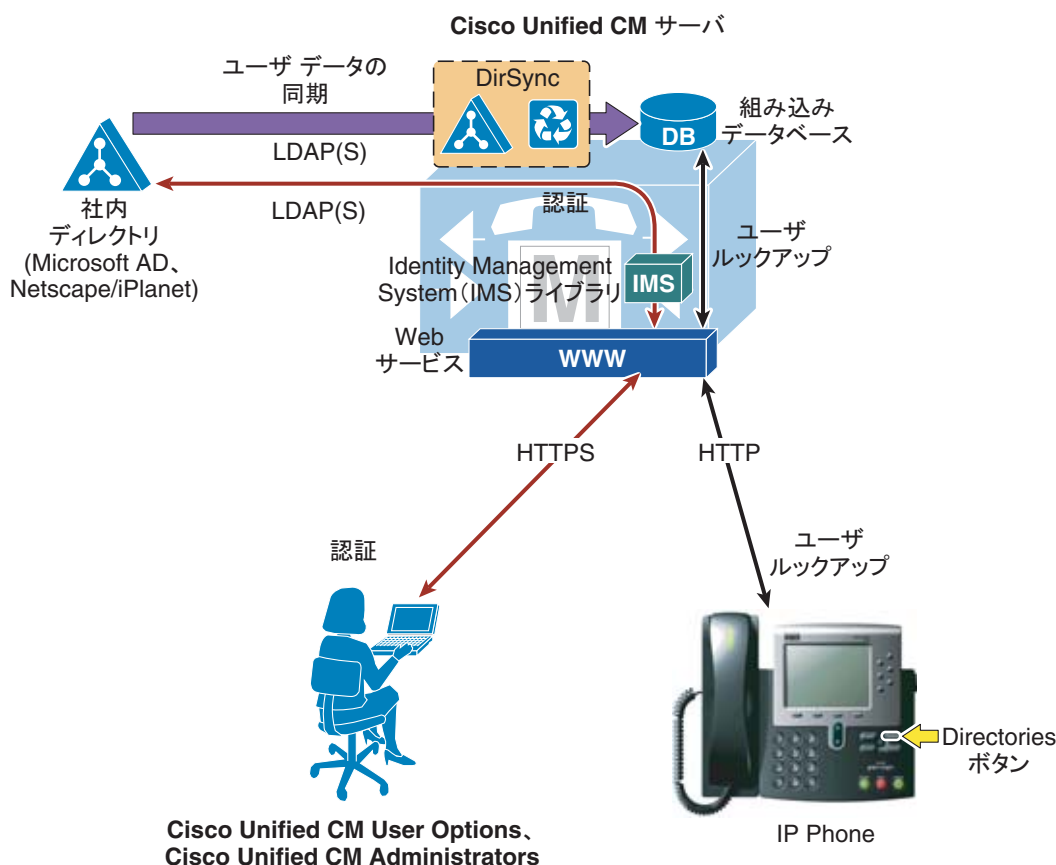 Cisco Unified CM サーバ
ユーザ データの
同期
DirSync
LDAP(S)
DB
組み込み
データベース
社内
ディレクトリ
(Microsoft AD、
Netscape/iPlanet)
LDAP(S)
認証
ユーザ
ルックアップ
Identity Management
System（IMS）ライブラリ
IMS
M
Web
サービス
WWW
HTTPS
HTTP
認証
ユーザ
ルックアップ
Directories
ボタン
IP Phone
Cisco Unified CM User Options、
Cisco Unified CM Administrators